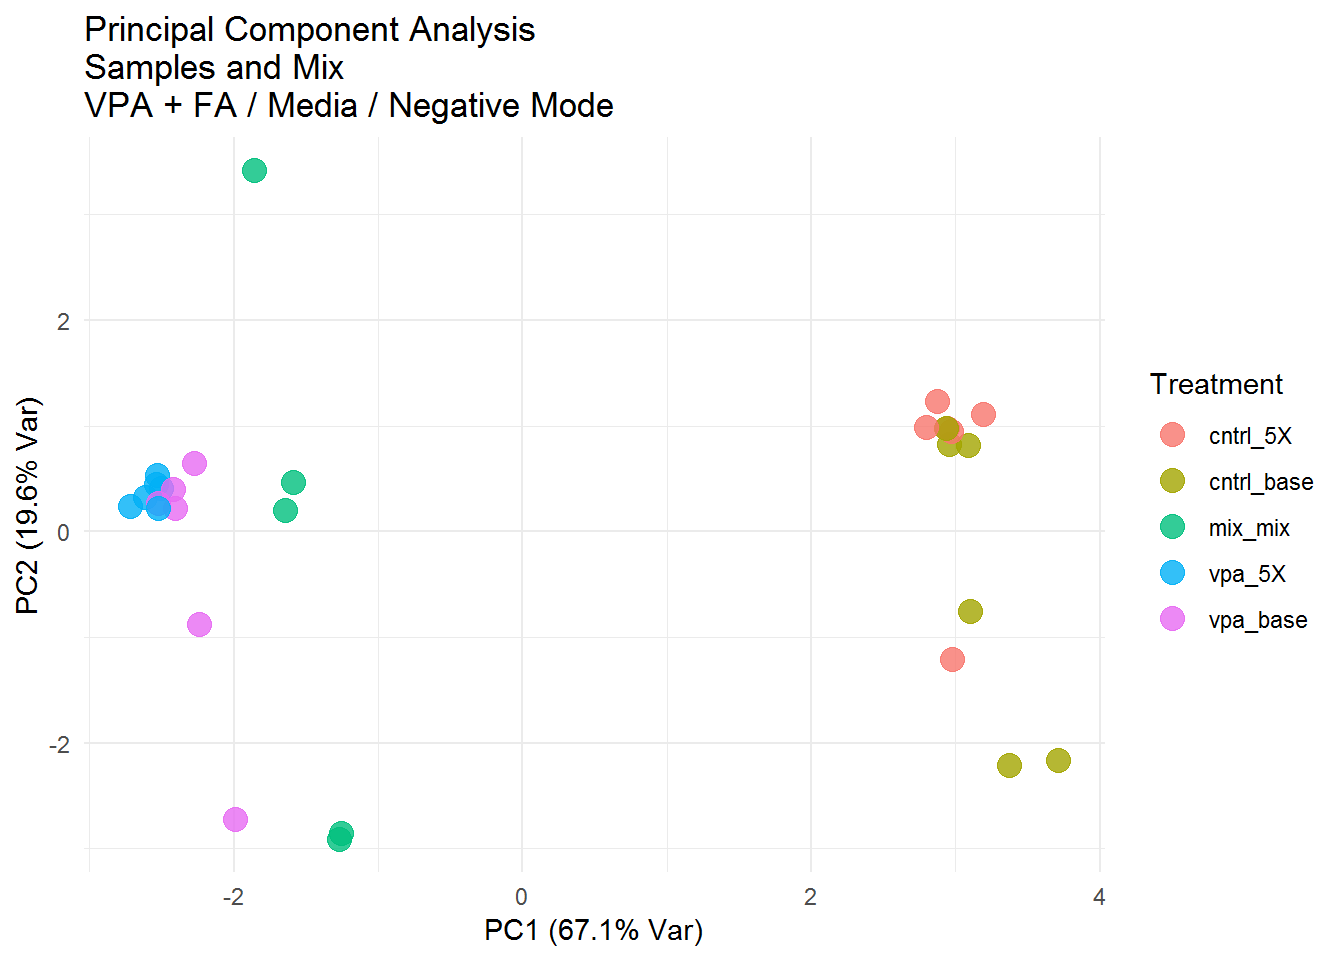 Principal Component Analysis
Samples and Mix
VPA + FA / Media / Negative Mode
PC2 (19.6% Var)
2
0
-2
-2
0
2
4
PC1 (67.1% Var)
Treatment
cntrl_5X
cntrl_base
mix_mix
vpa_5X
vpa_base